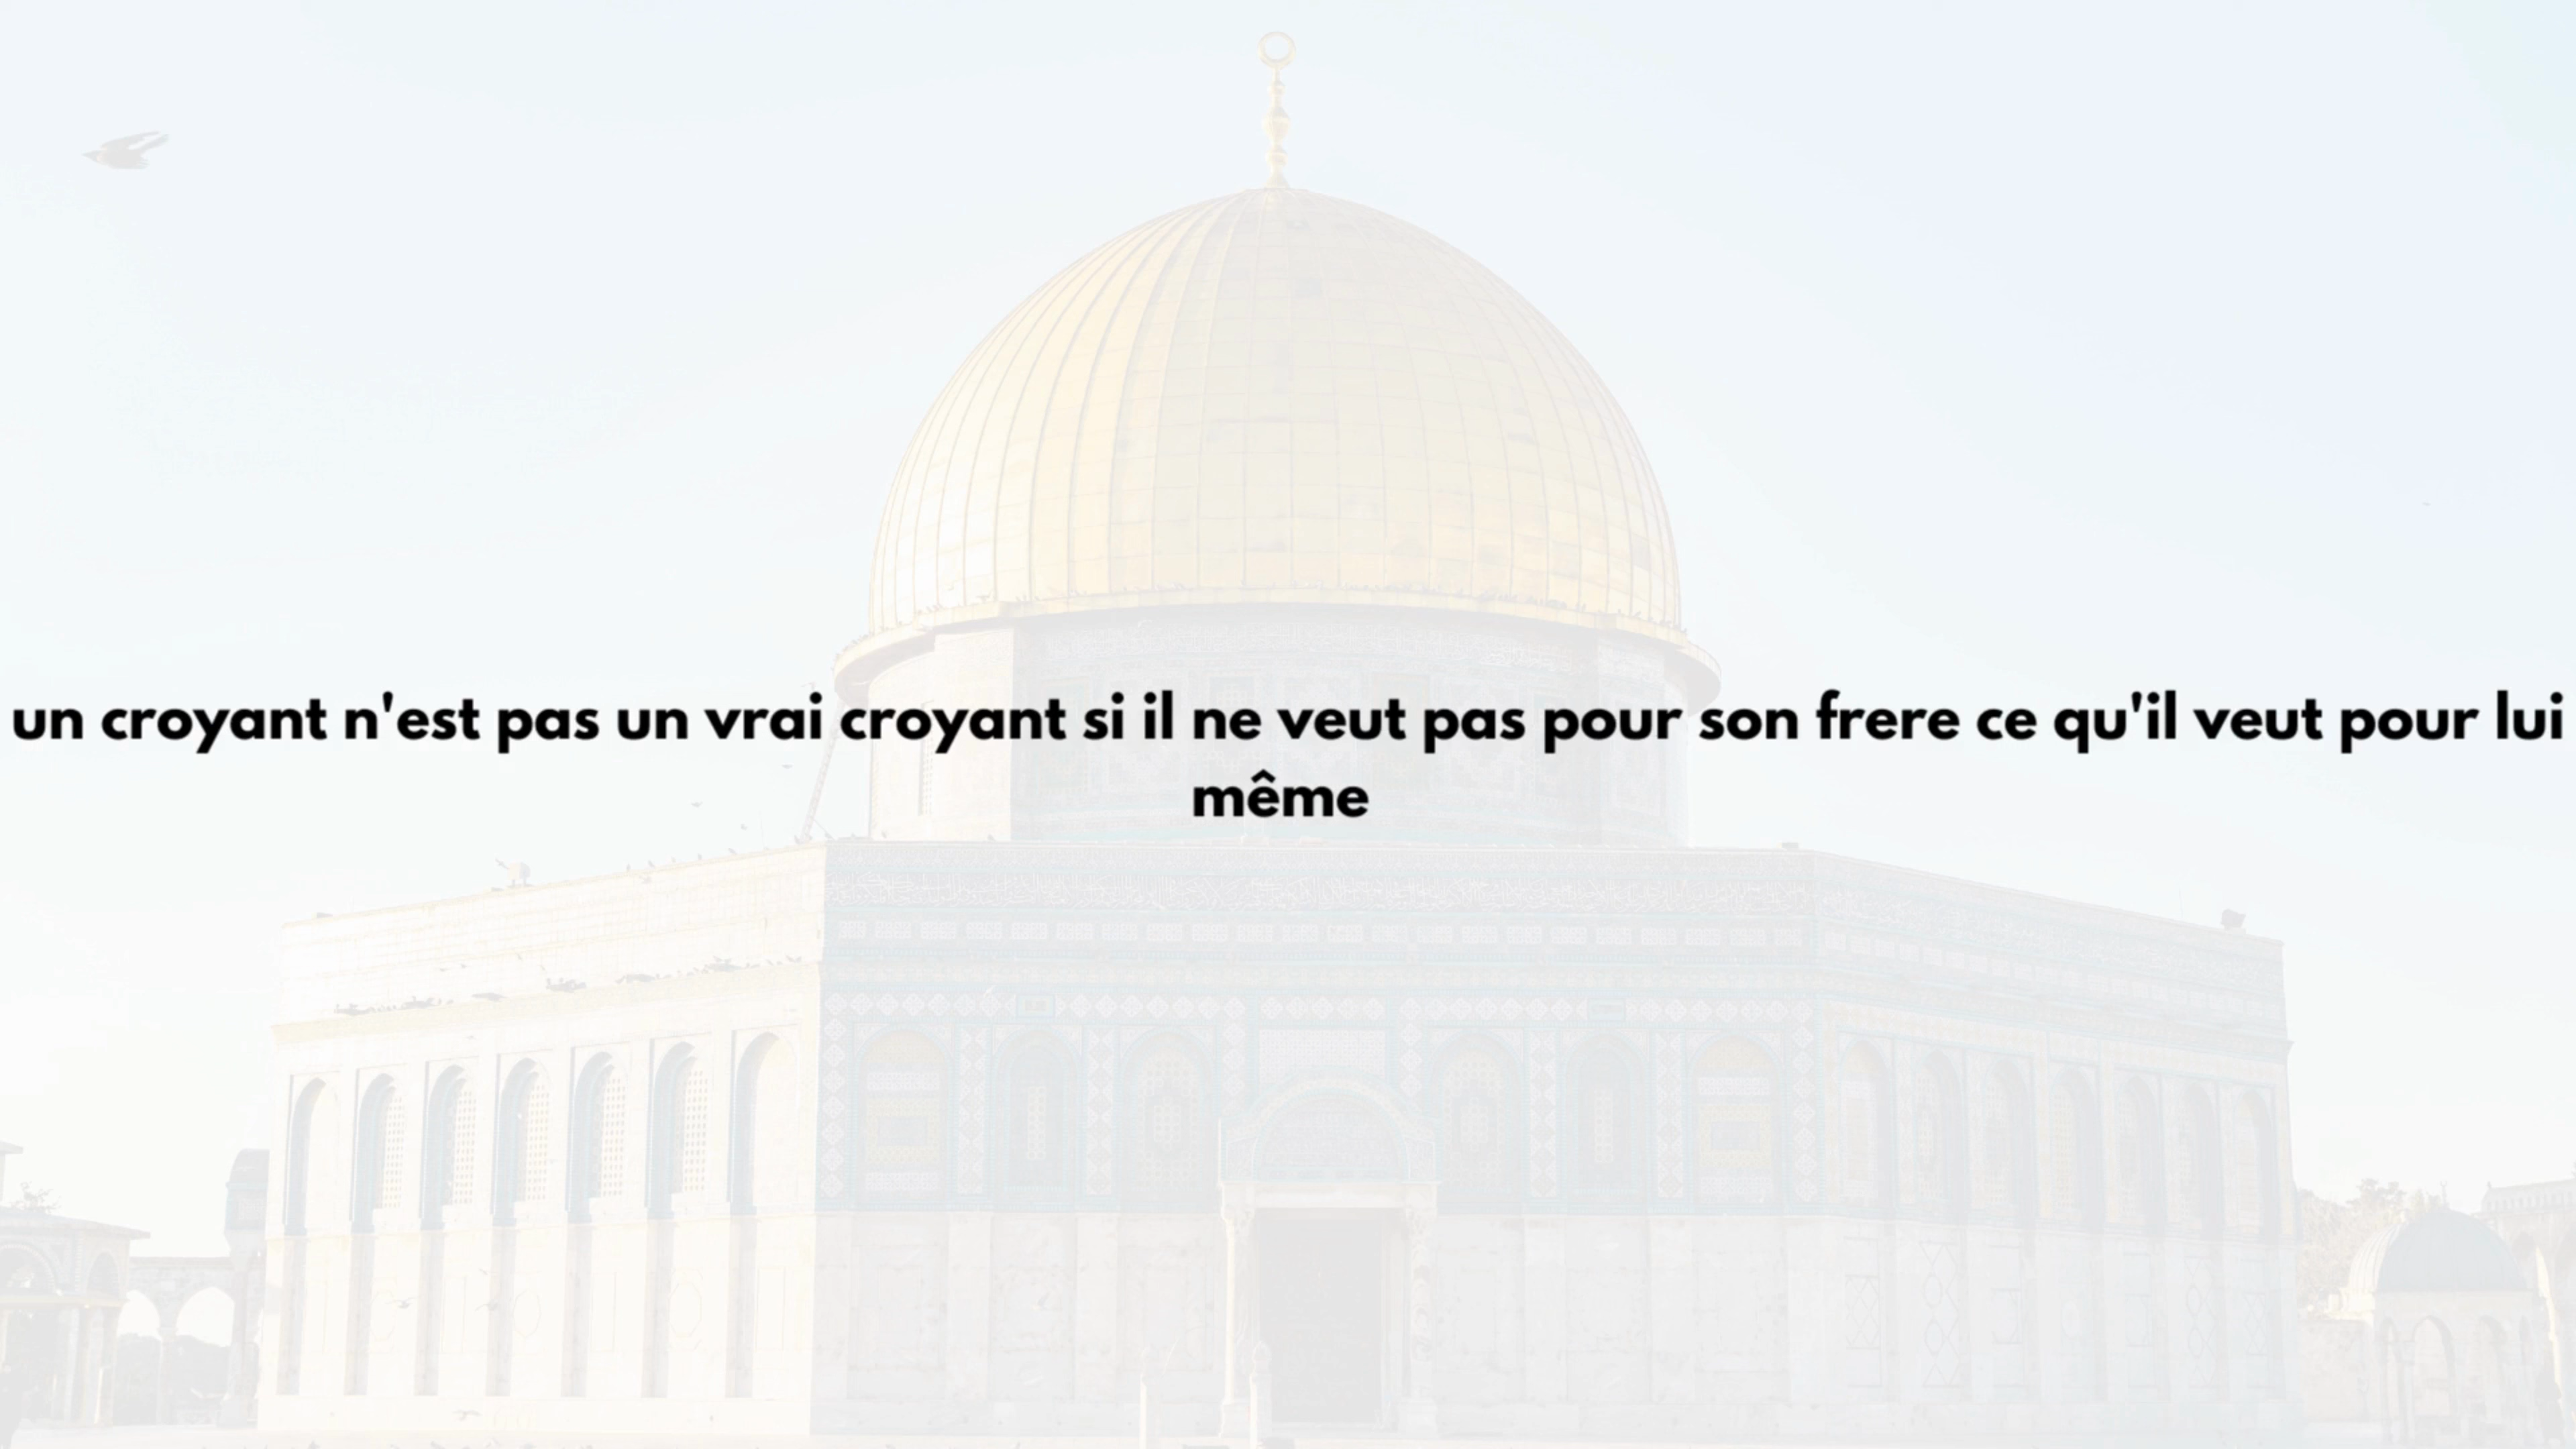 un croyant n'est pas un vrai croyant si il ne veut pas pour son frere ce qu'il veut pour lui
même